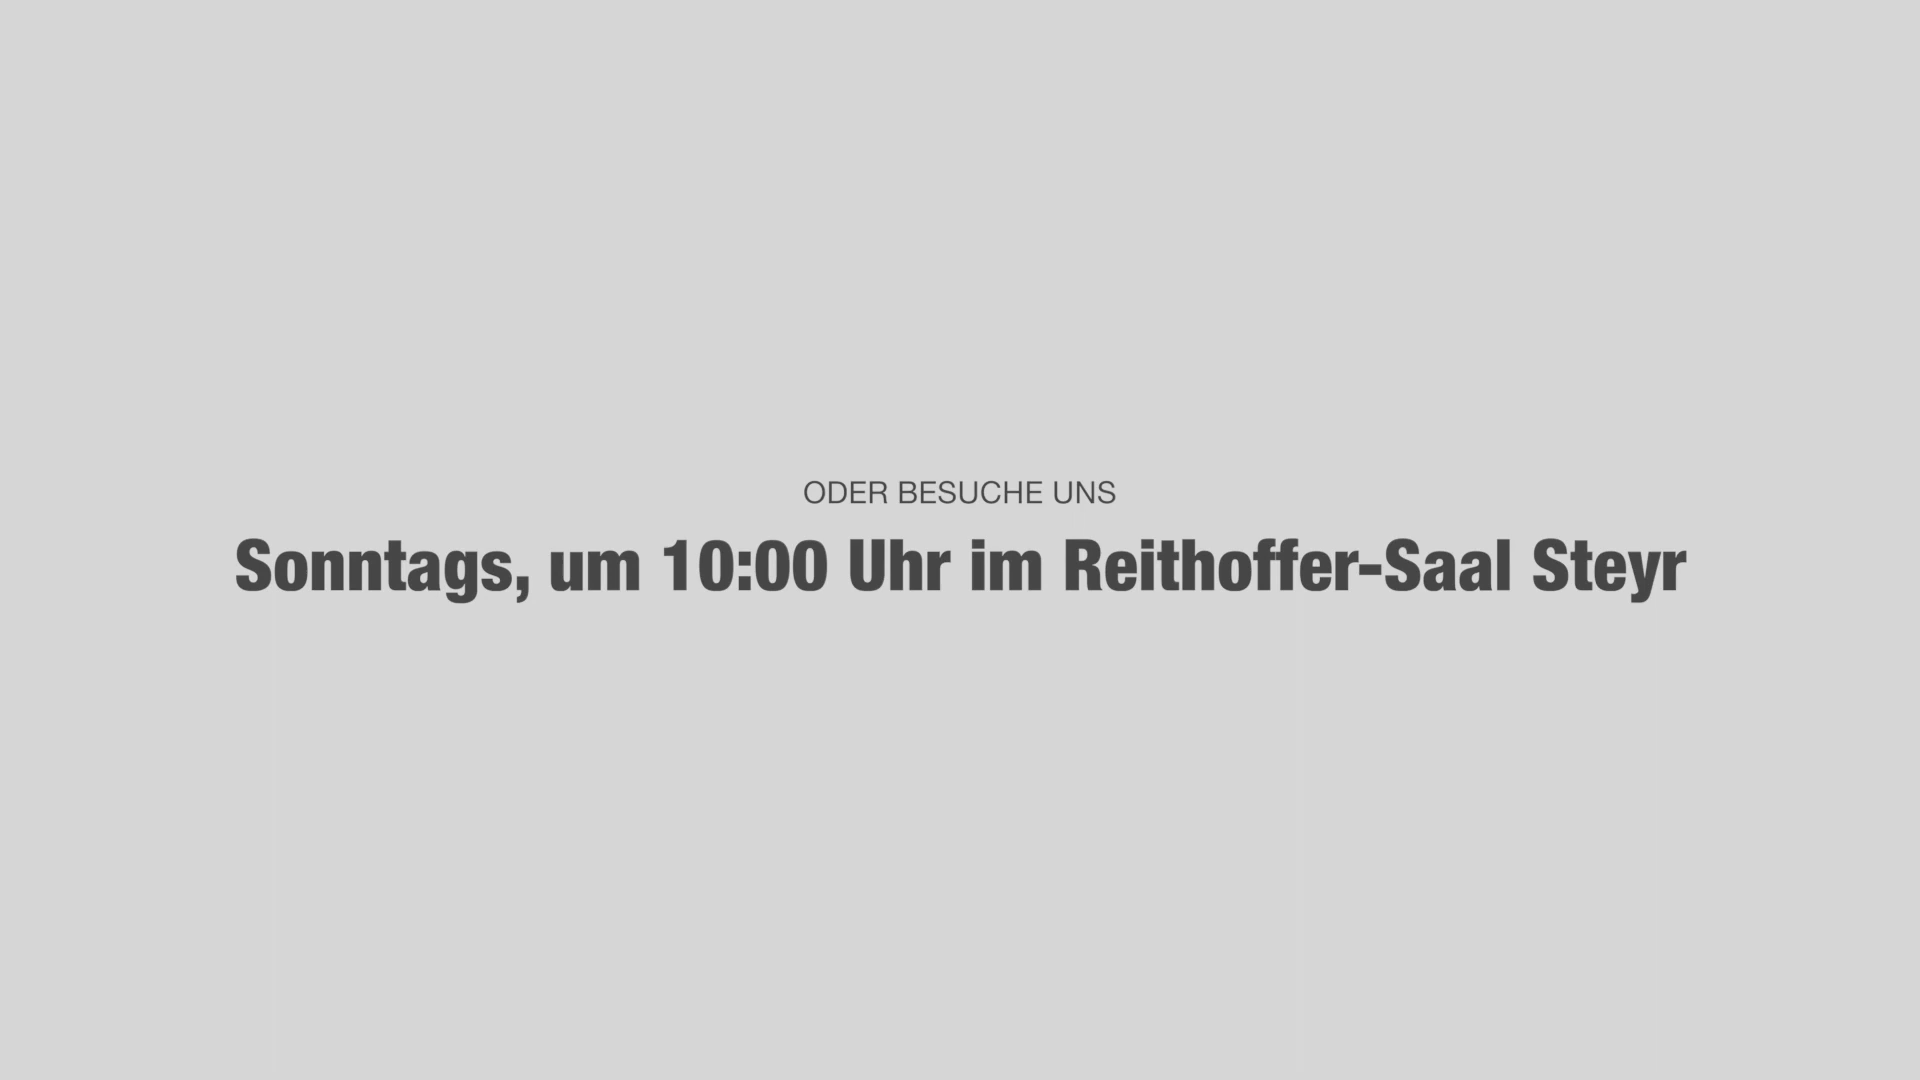 ODER BESUCHE UNS
Sonntags, um 10:00 Uhr im Reithoffer-Saal Steyr